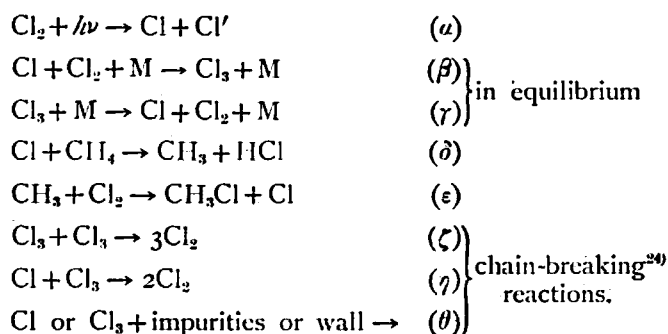 Cl₂ + hν → Cl + Cl′ (α)
Cl + Cl₂ + M → Cl₃ + M (β)
Cl₃ + M → Cl + Cl₂ + M (γ)
in equilibrium
Cl + CH₄ → CH₃ + HCl (δ)
CH₃ + Cl₂ → CH₃Cl + Cl (ε)
Cl₃ + Cl₃ → 3Cl₂ (ζ)
Cl + Cl₃ → 2Cl₂ (η)
Cl or Cl₃ + impurities or wall → (θ)
chain-breaking²⁴⁾
reactions.